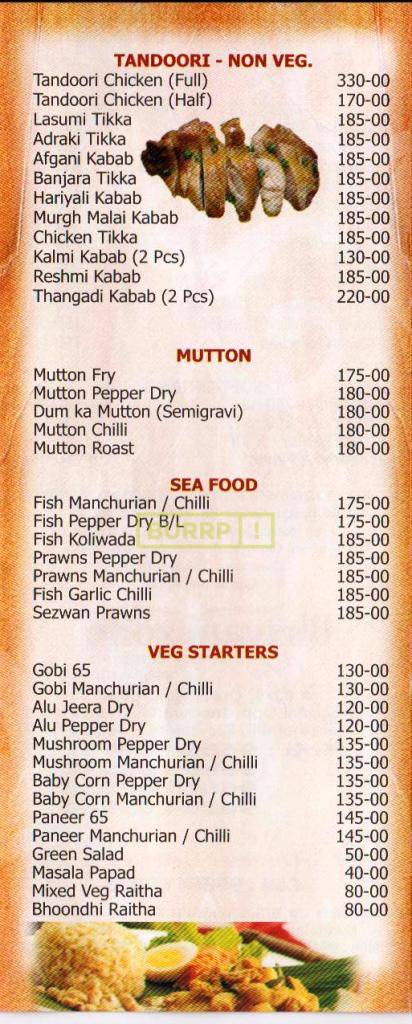 TANDOORI - NON VEG.
Tandoori Chicken (Full) 330-00
Tandoori Chicken (Half) 170-00
Lasumi Tikka 185-00
Adraki Tikka 185-00
Afgani Kabab 185-00
Banjara Tikka 185-00
Hariyali Kabab 185-00
Murgh Malai Kabab 185-00
Chicken Tikka 185-00
Kalmi Kabab (2 Pcs) 130-00
Reshmi Kabab 185-00
Thangadi Kabab (2 Pcs) 220-00
MUTTON
Mutton Fry 175-00
Mutton Pepper Dry 180-00
Dum ka Mutton (Semigravi) 180-00
Mutton Chilli 180-00
Mutton Roast 180-00
SEA FOOD
Fish Manchurian / Chilli 175-00
Fish Pepper Dry B/L 175-00
BURRP!
Fish Koliwada 185-00
Prawns Pepper Dry 185-00
Prawns Manchurian / Chilli 185-00
Fish Garlic Chilli 185-00
Sezwan Prawns 185-00
VEG STARTERS
Gobi 65 130-00
Gobi Manchurian / Chilli 130-00
Alu Jeera Dry 120-00
Alu Pepper Dry 120-00
Mushroom Pepper Dry 135-00
Mushroom Manchurian / Chilli 135-00
Baby Corn Pepper Dry 135-00
Baby Corn Manchurian / Chilli 135-00
Paneer 65 145-00
Paneer Manchurian / Chilli 145-00
Green Salad 50-00
Masala Papad 40-00
Mixed Veg Raitha 80-00
Bhoondhi Raitha 80-00